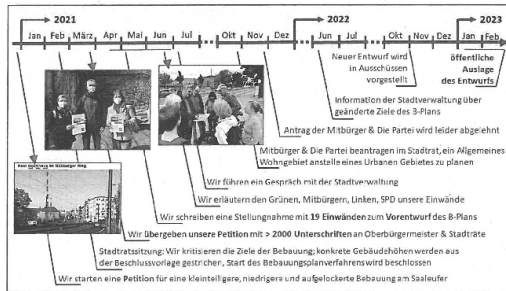 2021
2022
2023
Jan Feb März Apr Mai Jun Jul Okt Nov Dez Jun Jul Okt Nov Dez Jan Feb
Neuer Entwurf wird
in Ausschüssen
vorgestellt
öffentliche
Auslage
des Entwurfs
Information der Stadtverwaltung über
geänderte Ziele des B-Plans
Antrag der Mitbürger & Die Partei wird leider abgelehnt
Mitbürger & Die Partei beantragen im Stadtrat, ein Allgemeines
Wohngebiet anstelle eines Urbanen Gebietes zu planen
Wir führen ein Gespräch mit der Stadtverwaltung
Wir erläutern den Grünen, Mitbürgern, Linken, SPD unsere Einwände
Wir schreiben eine Stellungnahme mit 19 Einwänden zum Vorentwurf des B-Plans
Wir übergeben unsere Petition mit > 2000 Unterschriften an Oberbürgermeister & Stadträte
Stadtratssitzung: Wir kritisieren die Ziele der Bebauung; konkrete Gebäudehöhen werden aus
der Beschlussvorlage gestrichen, Start des Bebauungsplanverfahrens wird beschlossen
Wir starten eine Petition für eine kleinteiligere, niedrigere und aufgelockerte Bebauung am Saaleufer